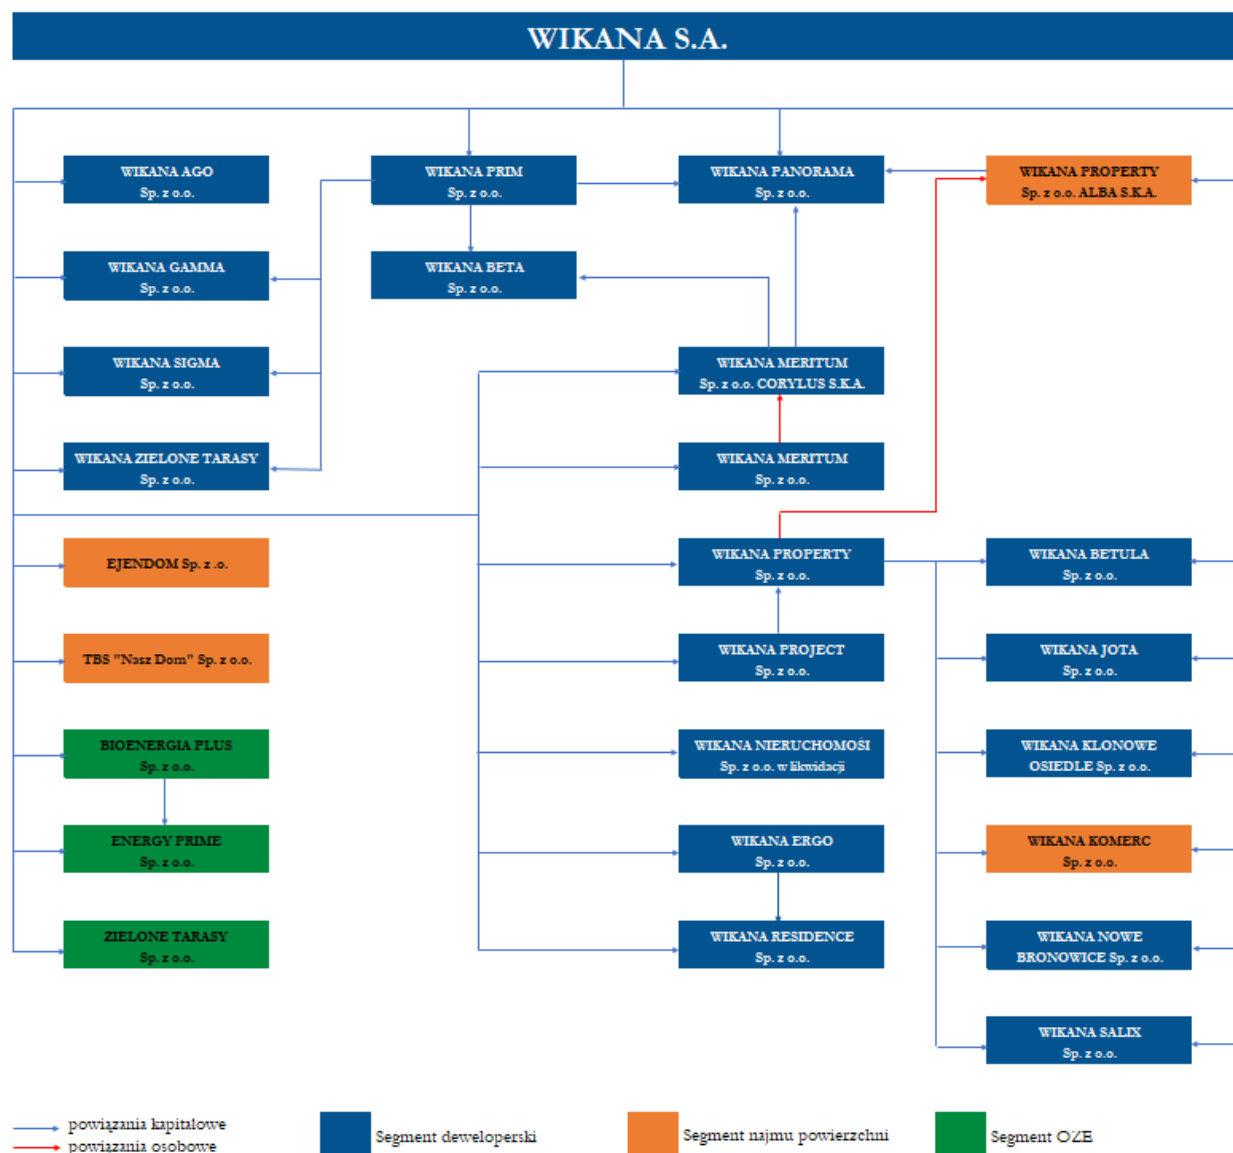 WIKANA S.A.
WIKANA AGO
Sp. z o.o.
WIKANA PRIM
Sp. z o.o.
WIKANA PANORAMA
Sp. z o.o.
WIKANA PROPERTY
Sp. z o.o. ALBA S.K.A.
WIKANA GAMMA
Sp. z o.o.
WIKANA BETA
Sp. z o.o.
WIKANA SIGMA
Sp. z o.o.
WIKANA MERITUM
Sp. z o.o. CORYLUS S.K.A.
WIKANA ZIELONE TARASY
Sp. z o.o.
WIKANA MERITUM
Sp. z o.o.
EJENDOM Sp. z .o.
WIKANA PROPERTY
Sp. z o.o.
WIKANA BETULA
Sp. z o.o.
TBS "Nasz Dom" Sp. z o.o.
WIKANA PROJECT
Sp. z o.o.
WIKANA JOTA
Sp. z o.o.
BIOENERGIA PLUS
Sp. z o.o.
WIKANA NIERUCHOMOŚI
Sp. z o.o. w likwidacji
WIKANA KLONOWE
OSIEDLE Sp. z o.o.
ENERGY PRIME
Sp. z o.o.
WIKANA ERGO
Sp. z o.o.
WIKANA KOMERC
Sp. z o.o.
ZIELONE TARASY
Sp. z o.o.
WIKANA RESIDENCE
Sp. z o.o.
WIKANA NOWE
BRONOWICE Sp. z o.o.
WIKANA SALIX
Sp. z o.o.
powiązania kapitałowe
powiązania osobowe
Segment deweloperski
Segment najmu powierzchni
Segment OZE